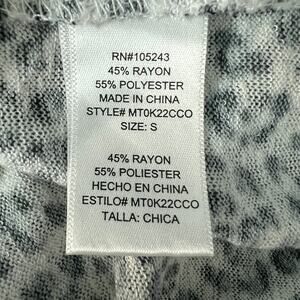 RN#105243
45% RAYON
55% POLYESTER
MADE IN CHINA
STYLE# MT0K22CCO
SIZE: S
45% RAYON
55% POLIESTER
HECHO EN CHINA
ESTILO# MT0K22CCO
TALLA: CHICA